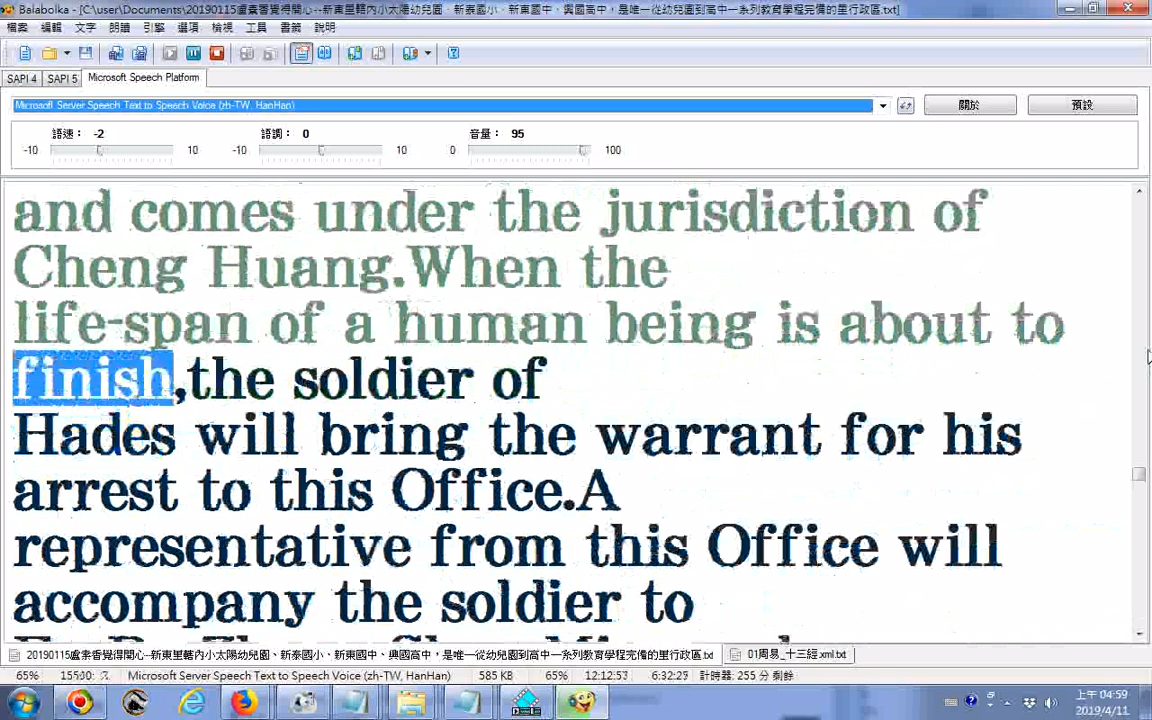 Balabolka - [C:\user\Documents\20190115盧素香覺得開心--新東里轄內小太陽幼兒園、新泰國小、新東國中、興國高中，是唯一從幼兒園到高中一系列教育學程完備的里行政區.txt]
檔案 編輯 文字 朗讀 引擎 選項 檢視 工具 書籤 說明
SAPI 4 SAPI 5 Microsoft Speech Platform
Microsoft Server Speech Text to Speech Voice (zh-TW, HanHan)
關於 預設
語速： -2 語調： 0 音量： 95
-10 10 -10 10 0 100
and comes under the jurisdiction of
Cheng Huang.When the
life-span of a human being is about to
finish,the soldier of
Hades will bring the warrant for his
arrest to this Office.A
representative from this Office will
accompany the soldier to
20190115盧素香覺得開心--新東里轄內小太陽幼兒園、新泰國小、新東國中、興國高中，是唯一從幼兒園到高中一系列教育學程完備的里行政區.txt 01周易_十三經.xml.txt
65% Microsoft Server Speech Text to Speech Voice (zh-TW, HanHan) 585 KB 65% 12:12:53 6:32:25 計時器: 255 分 剩餘
上午 04:59
2019/4/11